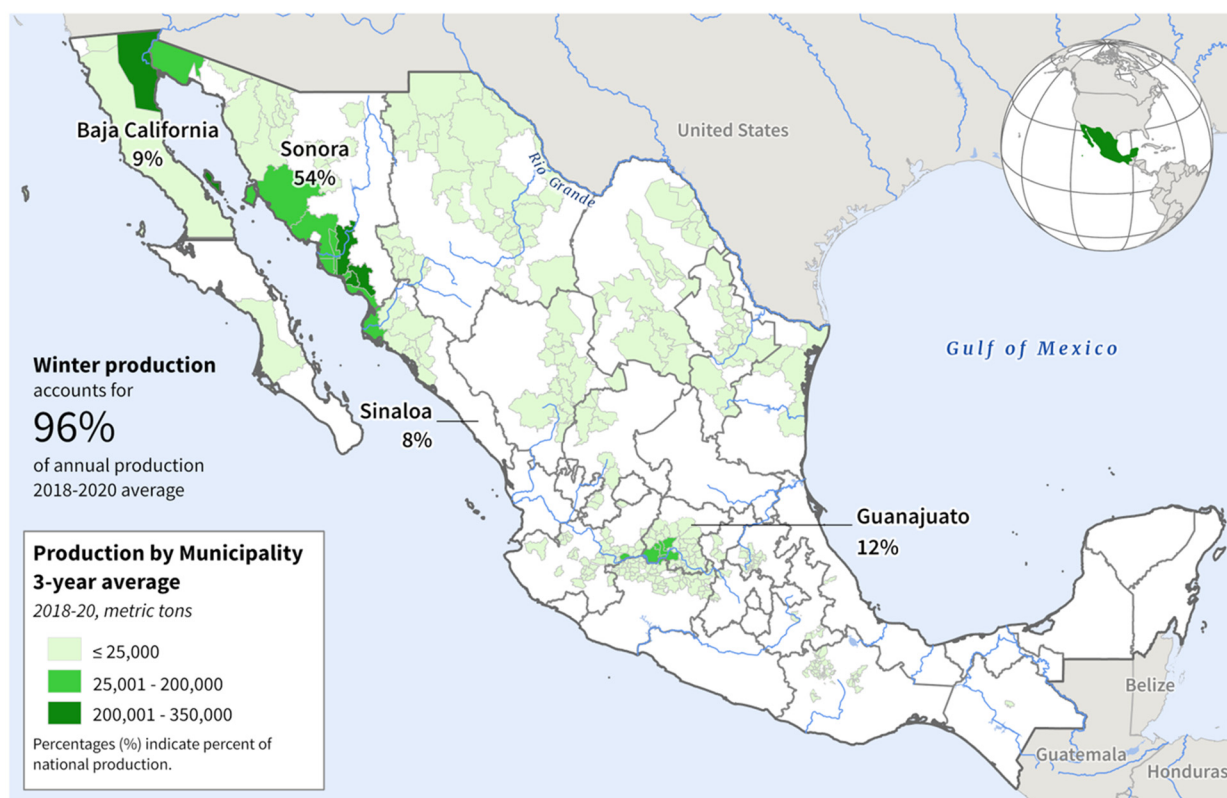 United States
Baja California
9%
Sonora
54%
Rio Grande
Gulf of Mexico
Winter production
accounts for
96%
of annual production
2018-2020 average
Sinaloa
8%
Guanajuato
12%
Production by Municipality
3-year average
2018-20, metric tons
≤ 25,000
25,001 - 200,000
200,001 - 350,000
Percentages (%) indicate percent of
national production.
Belize
Guatemala
Honduras